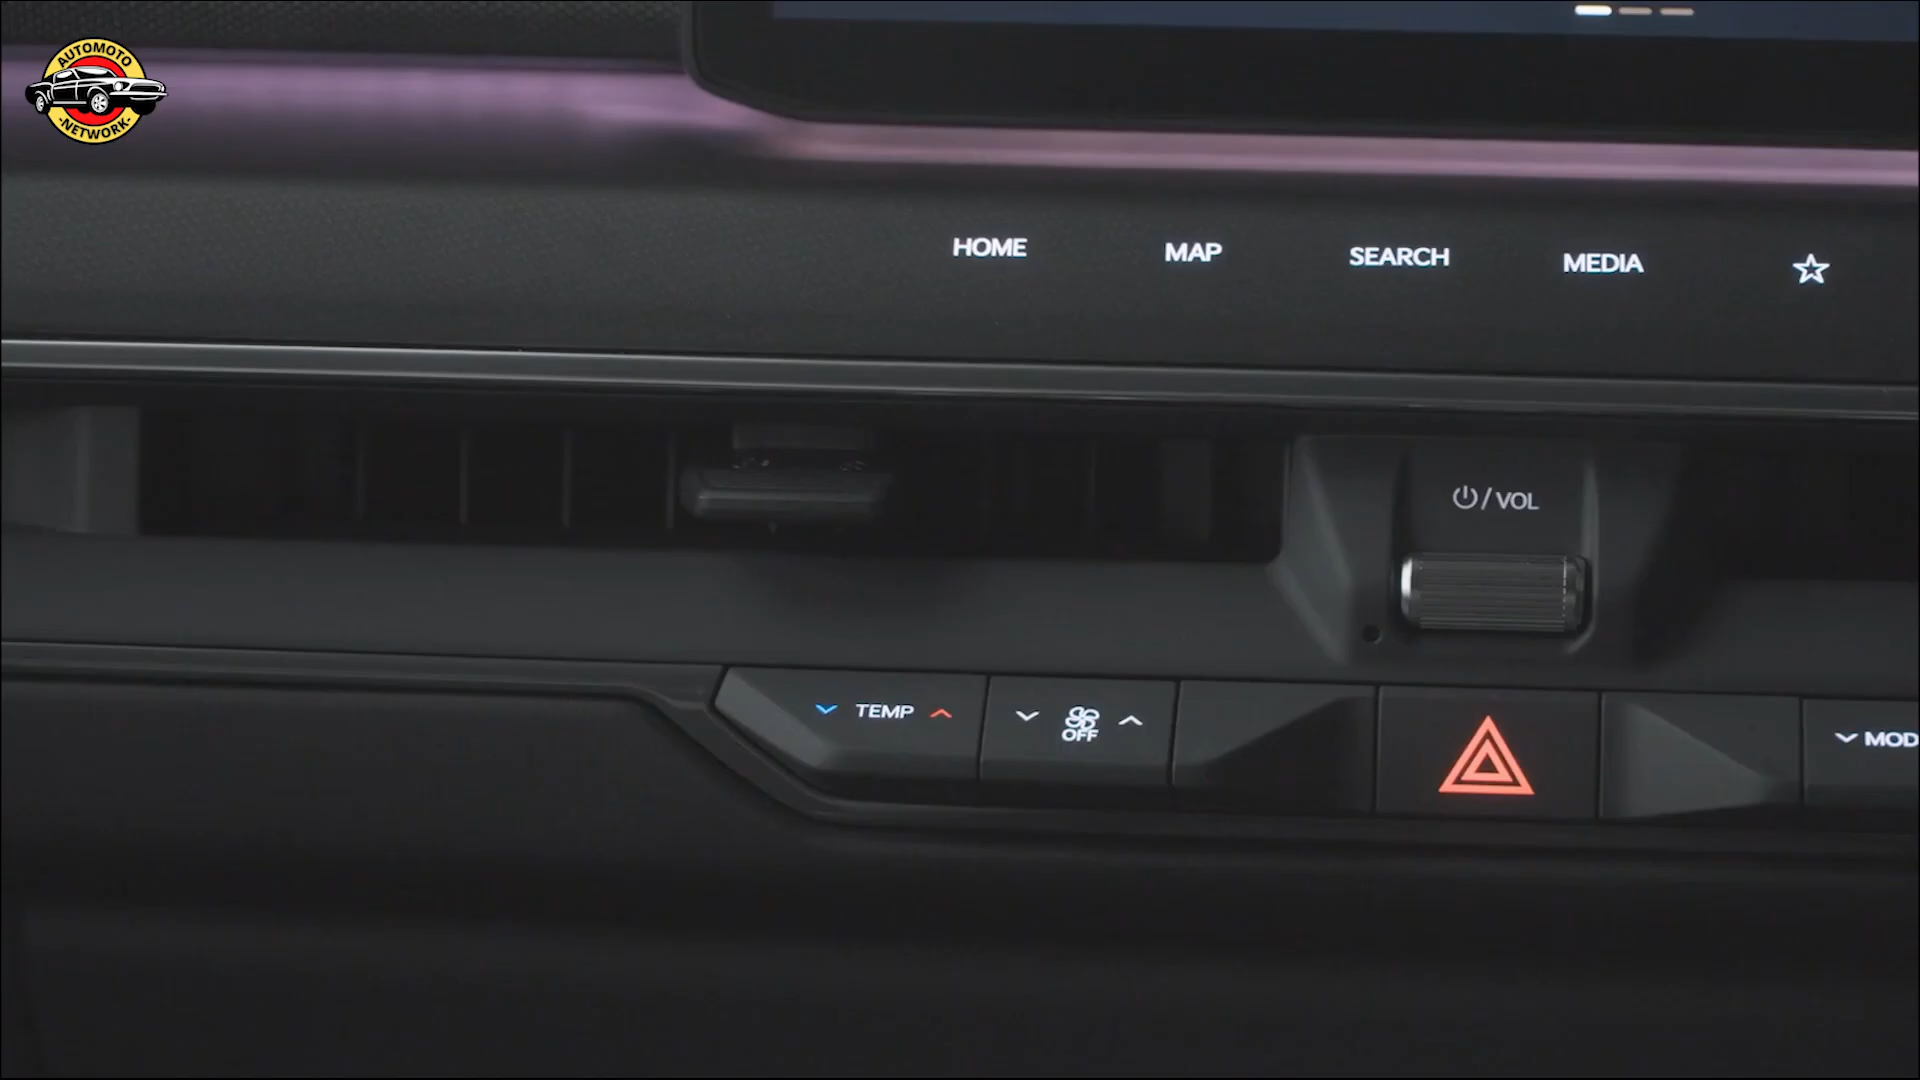 AUTOMOTO
-NETWORK-
HOME MAP SEARCH MEDIA
/VOL
TEMP
OFF
MOD